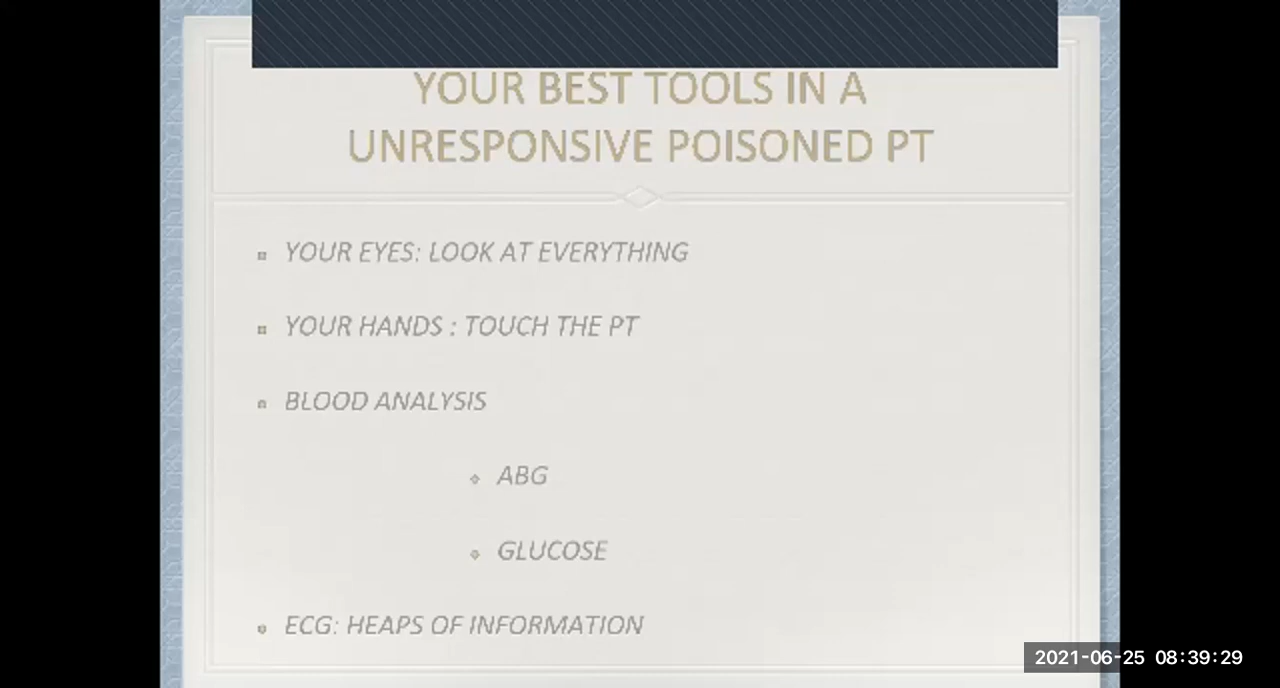 YOUR BEST TOOLS IN A
UNRESPONSIVE POISONED PT
YOUR EYES: LOOK AT EVERYTHING
YOUR HANDS : TOUCH THE PT
BLOOD ANALYSIS
ABG
GLUCOSE
ECG: HEAPS OF INFORMATION
2021-06-25 08:39:29